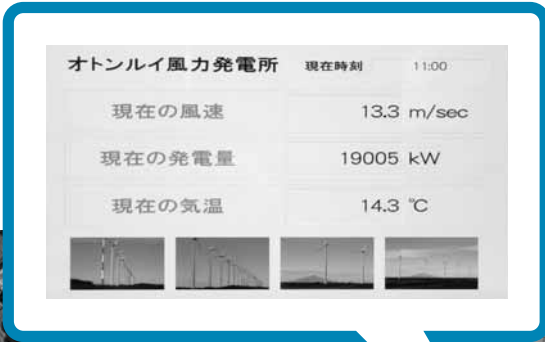 オトンルイ風力発電所 現在時刻 11:00
現在の風速 13.3 m/sec
現在の発電量 19005 kW
現在の気温 14.3 ℃